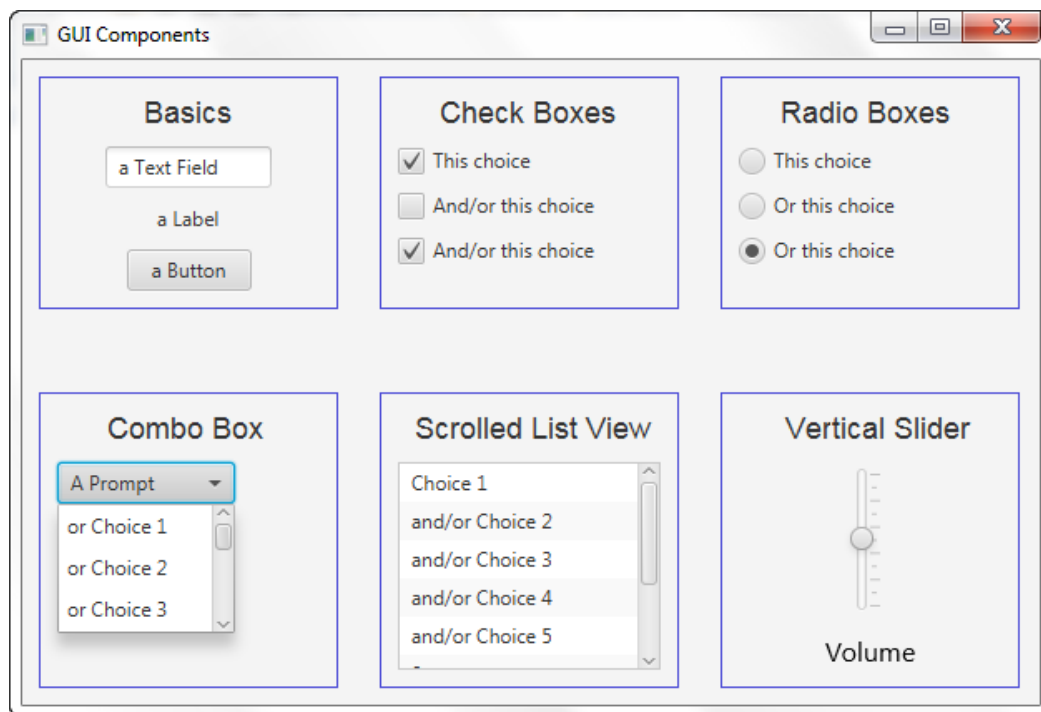 GUI Components
Basics
a Text Field
a Label
a Button
Check Boxes
This choice
And/or this choice
And/or this choice
Radio Boxes
This choice
Or this choice
Or this choice
Combo Box
A Prompt
or Choice 1
or Choice 2
or Choice 3
Scrolled List View
Choice 1
and/or Choice 2
and/or Choice 3
and/or Choice 4
and/or Choice 5
Vertical Slider
Volume